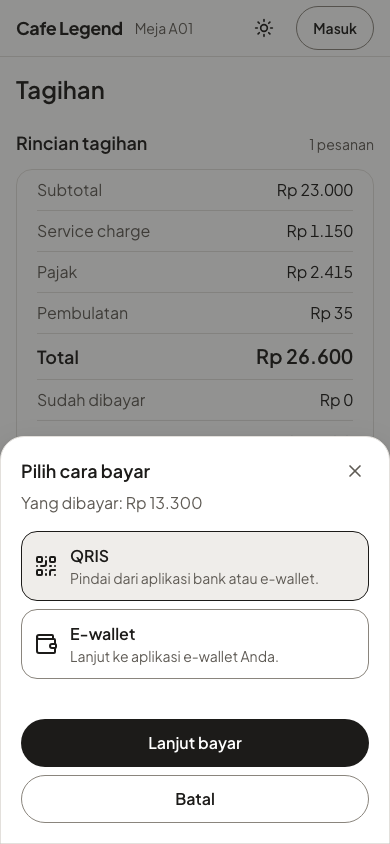 Cafe Legend Meja A01 Masuk
Tagihan
Rincian tagihan 1 pesanan
Subtotal Rp 23.000
Service charge Rp 1.150
Pajak Rp 2.415
Pembulatan Rp 35
Total Rp 26.600
Sudah dibayar Rp 0
Pilih cara bayar
Yang dibayar: Rp 13.300
QRIS
Pindai dari aplikasi bank atau e-wallet.
E-wallet
Lanjut ke aplikasi e-wallet Anda.
Lanjut bayar
Batal